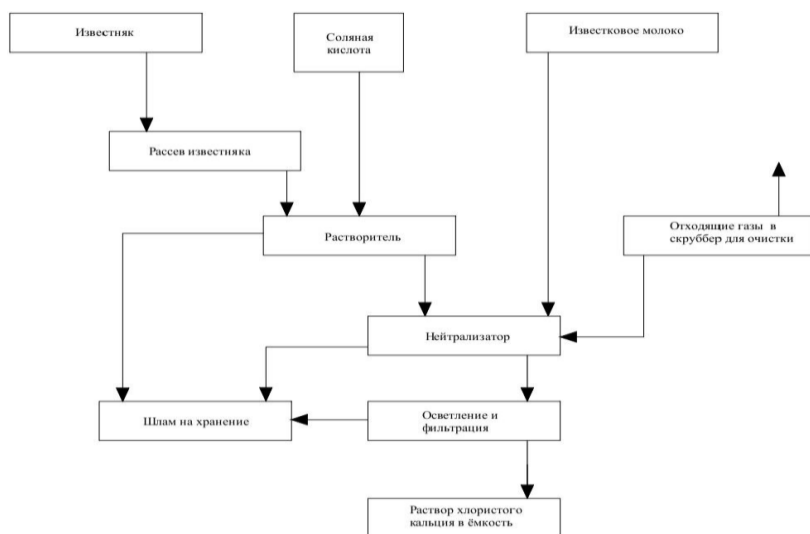 Известняк
Соляная
кислота
Известковое молоко
Рассев известняка
Растворитель
Отходящие газы в
скруббер для очистки
Нейтрализатор
Шлам на хранение
Осветление и
фильтрация
Раствор хлористого
кальция в ёмкость